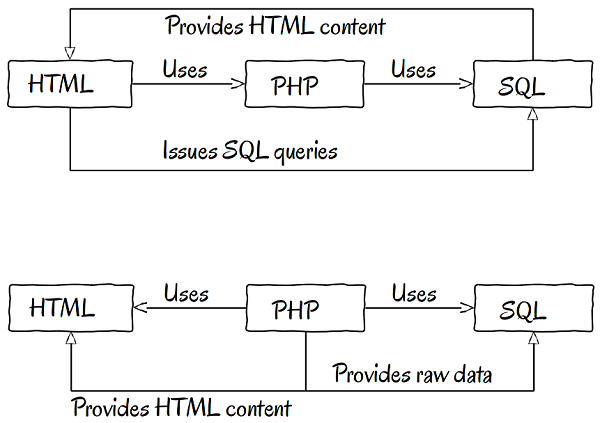 Provides HTML content
HTML
Uses
PHP
Uses
SQL
Issues SQL queries
HTML
Uses
PHP
Uses
SQL
Provides raw data
Provides HTML content